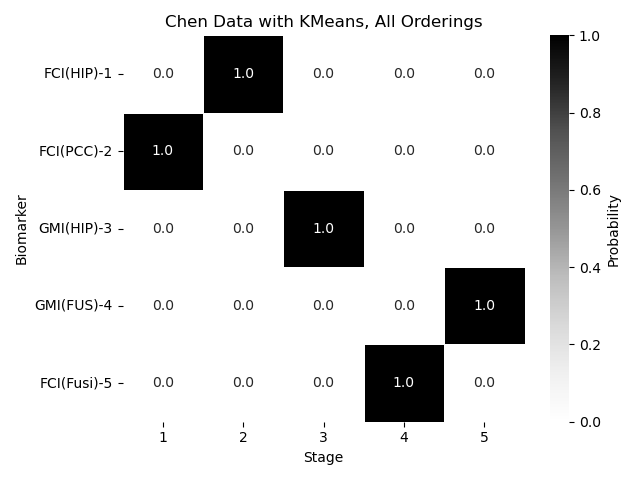 Chen Data with KMeans, All Orderings
Biomarker
FCI(HIP)-1 0.0 1.0 0.0 0.0 0.0
FCI(PCC)-2 1.0 0.0 0.0 0.0 0.0
GMI(HIP)-3 0.0 0.0 1.0 0.0 0.0
GMI(FUS)-4 0.0 0.0 0.0 0.0 1.0
FCI(Fusi)-5 0.0 0.0 0.0 1.0 0.0
1 2 3 4 5
Stage
1.0
0.8
0.6
0.4
0.2
0.0
Probability